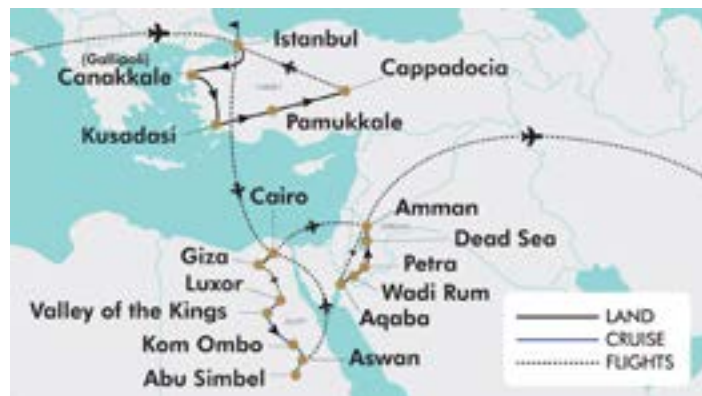 Istanbul
(Gallipoli)
Canakkale
Cappadocia
Kusadasi
Pamukkale
Cairo
Amman
Dead Sea
Giza
Petra
Luxor
Wadi Rum
Valley of the Kings
Aqaba
Kom Ombo
Aswan
Abu Simbel
LAND
CRUISE
FLIGHTS